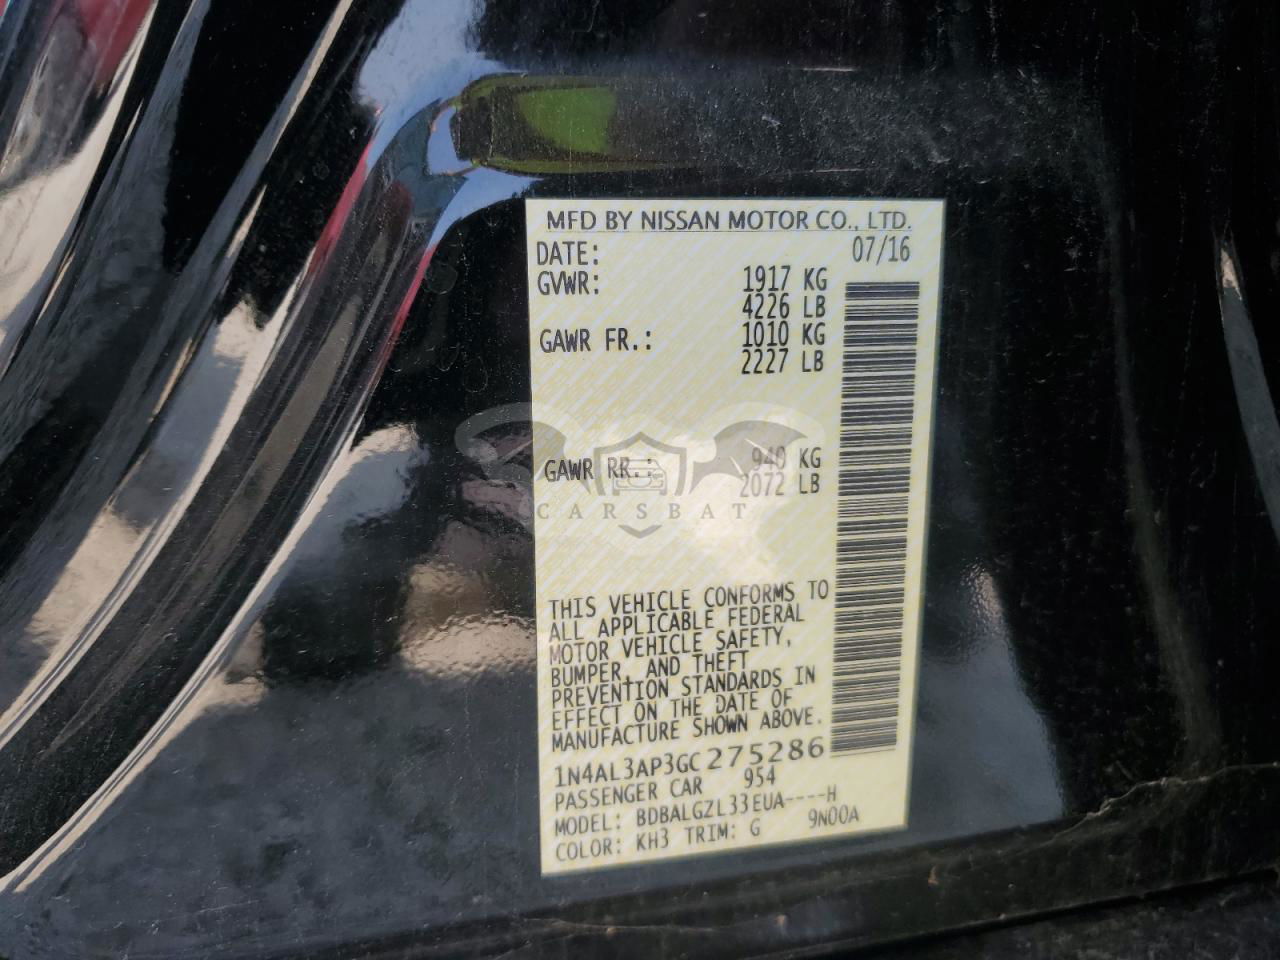 MFD BY NISSAN MOTOR CO., LTD.
DATE: 07/16
GVWR: 1917 KG
4226 LB
GAWR FR.: 1010 KG
2227 LB
GAWR RR.: 940 KG
2072 LB
CARSBAT
THIS VEHICLE CONFORMS TO
ALL APPLICABLE FEDERAL
MOTOR VEHICLE SAFETY,
BUMPER, AND THEFT
PREVENTION STANDARDS IN
EFFECT ON THE DATE OF
MANUFACTURE SHOWN ABOVE.
1N4AL3AP3GC275286
PASSENGER CAR 954
MODEL: BDBALGZL33EUA----H
COLOR: KH3 TRIM: G 9N00A